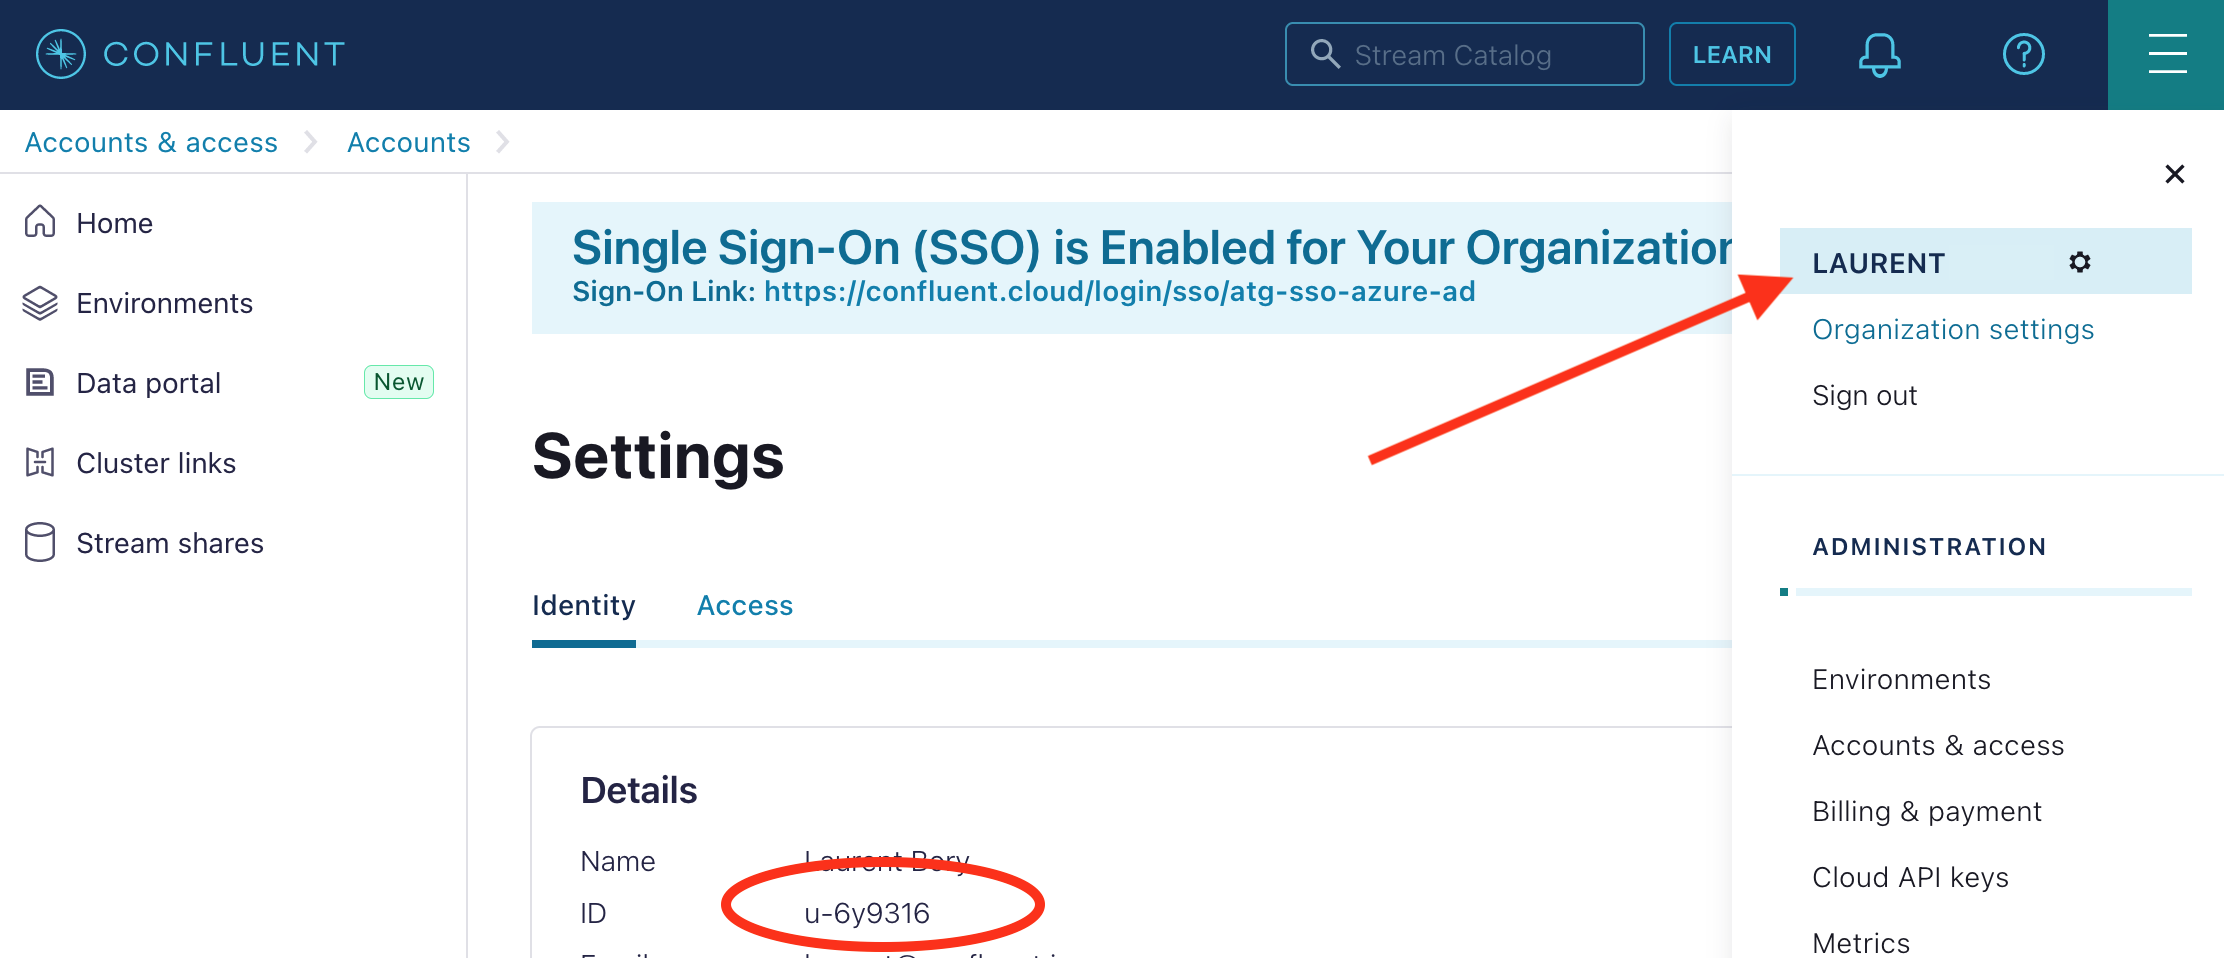 CONFLUENT
Stream Catalog
LEARN
Accounts & access
Accounts
Home
Environments
Data portal
New
Cluster links
Stream shares
Single Sign-On (SSO) is Enabled for Your Organization
Sign-On Link: https://confluent.cloud/login/sso/atg-sso-azure-ad
Settings
Identity
Access
Details
Name
Laurent Bory
ID
u-6y9316
LAURENT
Organization settings
Sign out
ADMINISTRATION
Environments
Accounts & access
Billing & payment
Cloud API keys
Metrics